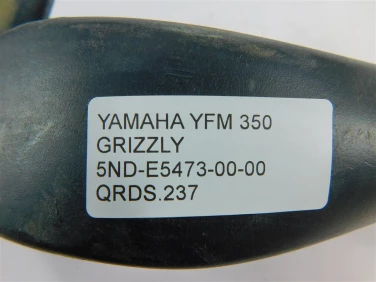 YAMAHA YFM 350
GRIZZLY
5ND-E5473-00-00
QRDS.237